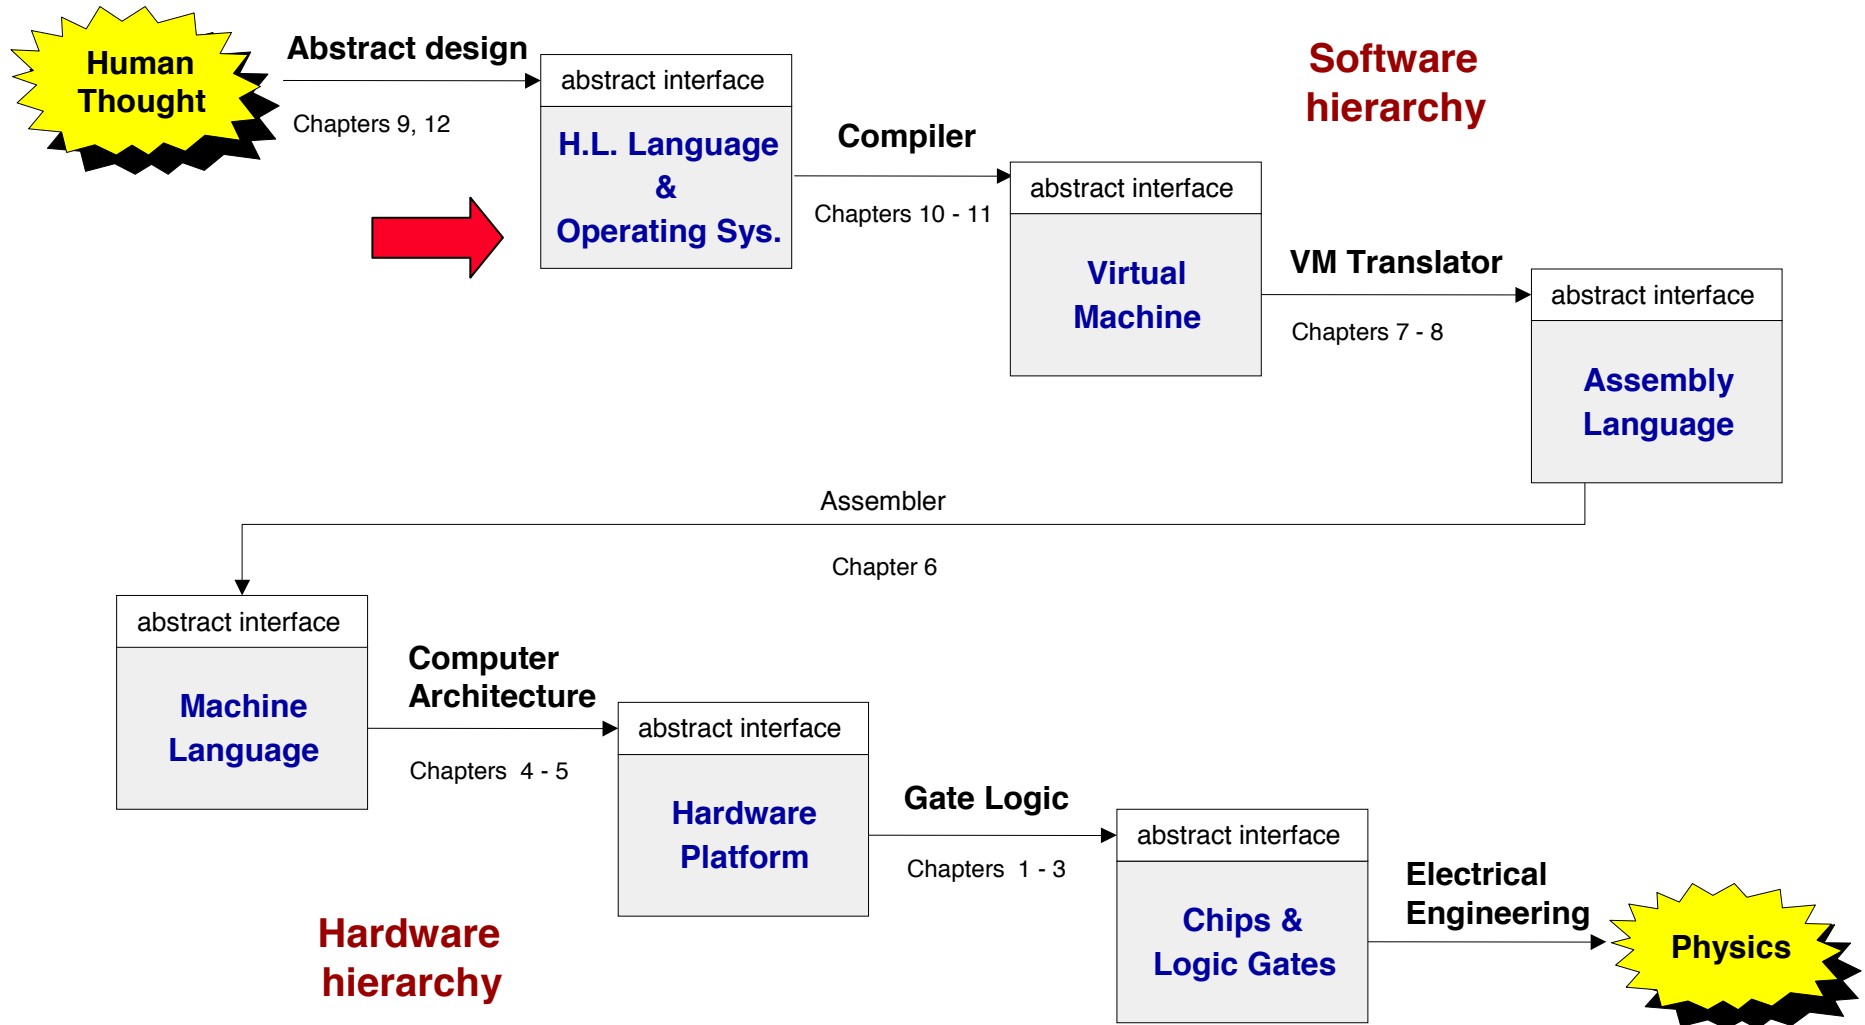 Human
Thought
Abstract design
Chapters 9, 12
abstract interface
H.L. Language
&
Operating Sys.
Compiler
Chapters 10 - 11
Software
hierarchy
abstract interface
Virtual
Machine
VM Translator
Chapters 7 - 8
abstract interface
Assembly
Language
Assembler
Chapter 6
abstract interface
Machine
Language
Computer
Architecture
Chapters 4 - 5
abstract interface
Hardware
Platform
Gate Logic
Chapters 1 - 3
abstract interface
Chips &
Logic Gates
Electrical
Engineering
Physics
Hardware
hierarchy